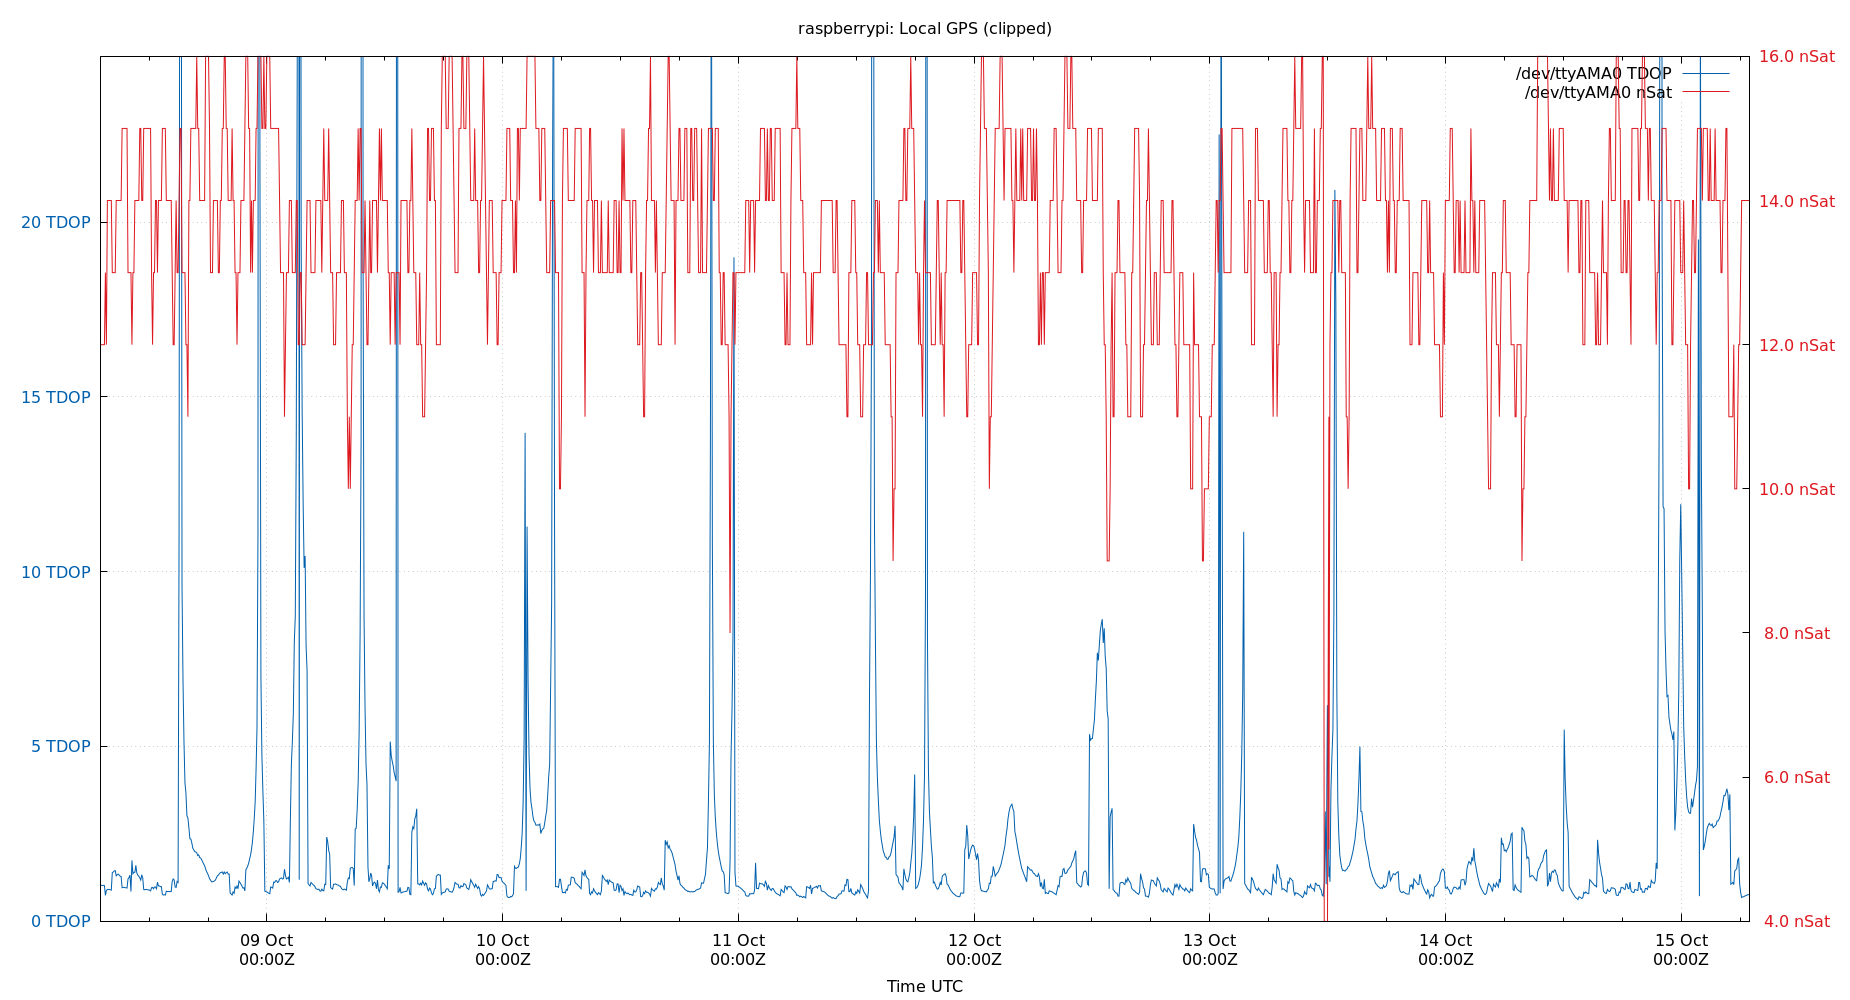 raspberrypi: Local GPS (clipped)
16.0 nSat
/dev/ttyAMA0 TDOP
/dev/ttyAMA0 nSat
20 TDOP
14.0 nSat
12.0 nSat
15 TDOP
10.0 nSat
10 TDOP
8.0 nSat
5 TDOP
6.0 nSat
0 TDOP
4.0 nSat
09 Oct
00:00Z
10 Oct
00:00Z
11 Oct
00:00Z
12 Oct
00:00Z
13 Oct
00:00Z
14 Oct
00:00Z
15 Oct
00:00Z
Time UTC